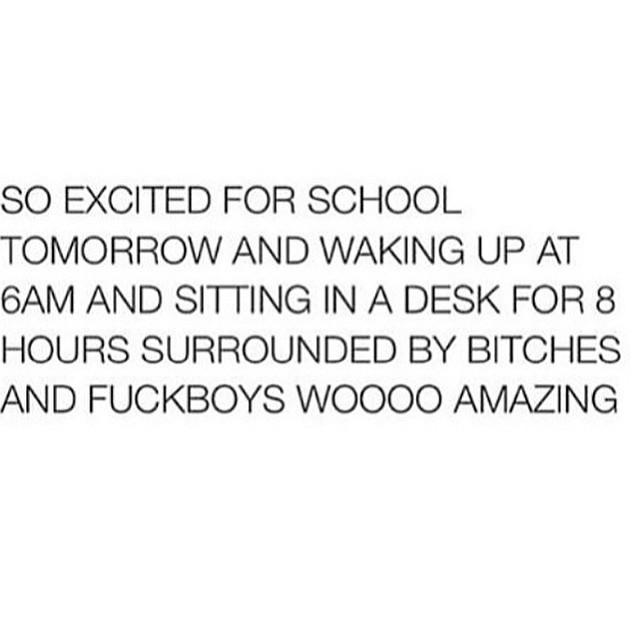 SO EXCITED FOR SCHOOL
TOMORROW AND WAKING UP AT
6AM AND SITTING IN A DESK FOR 8
HOURS SURROUNDED BY BITCHES
AND FUCKBOYS WOOOO AMAZING